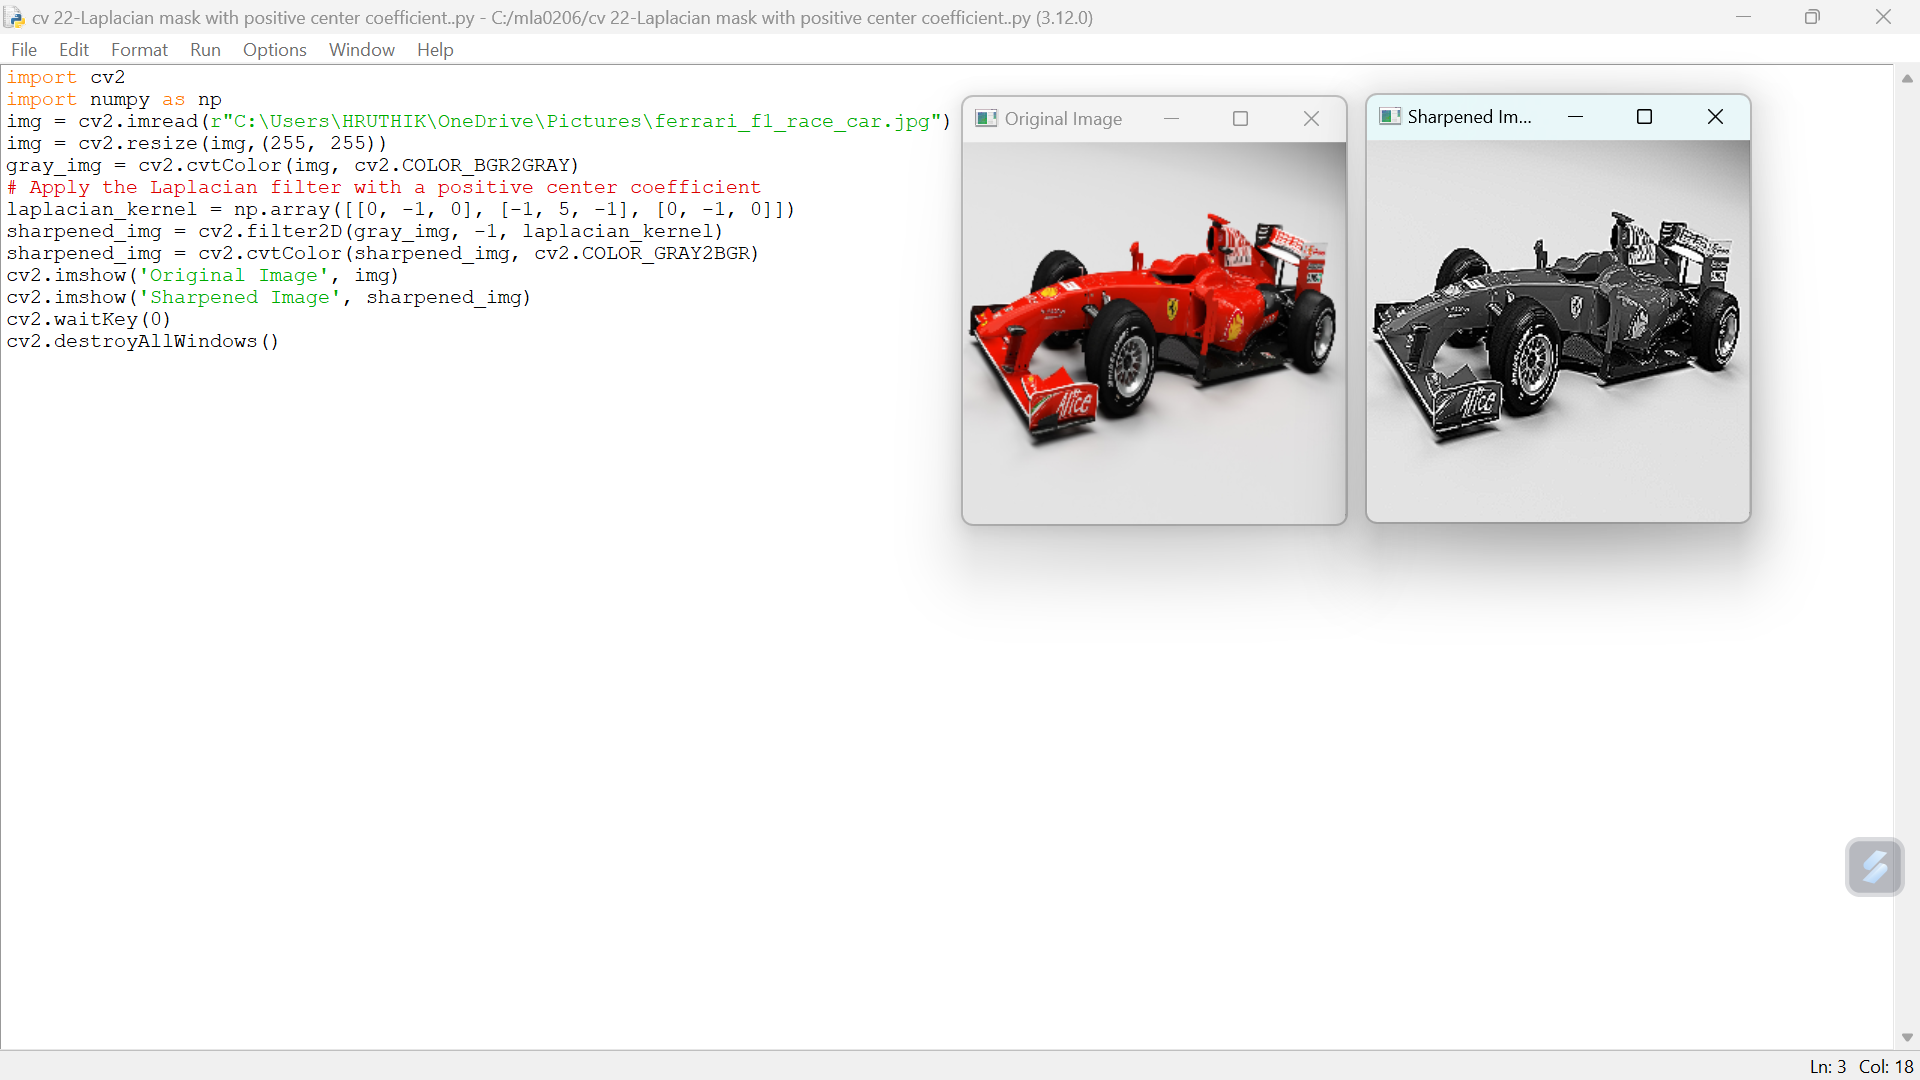 cv 22-Laplacian mask with positive center coefficient..py - C:/mla0206/cv 22-Laplacian mask with positive center coefficient..py (3.12.0)
File Edit Format Run Options Window Help
import cv2
import numpy as np
img = cv2.imread(r"C:\Users\HRUTHIK\OneDrive\Pictures\ferrari_f1_race_car.jpg")
img = cv2.resize(img,(255, 255))
gray_img = cv2.cvtColor(img, cv2.COLOR_BGR2GRAY)
# Apply the Laplacian filter with a positive center coefficient
laplacian_kernel = np.array([[0, -1, 0], [-1, 5, -1], [0, -1, 0]])
sharpened_img = cv2.filter2D(gray_img, -1, laplacian_kernel)
sharpened_img = cv2.cvtColor(sharpened_img, cv2.COLOR_GRAY2BGR)
cv2.imshow('Original Image', img)
cv2.imshow('Sharpened Image', sharpened_img)
cv2.waitKey(0)
cv2.destroyAllWindows()
Original Image
Alice
Sharpened Im...
Alice
Ln: 3 Col: 18